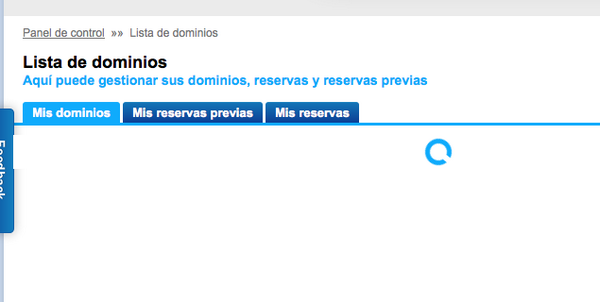 Panel de control »» Lista de dominios
Lista de dominios
Aquí puede gestionar sus dominios, reservas y reservas previas
Mis dominios Mis reservas previas Mis reservas
Feedback